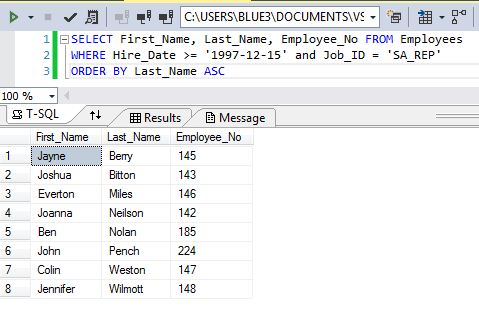 C:\USERS\BLUE3\DOCUMENTS\VS
1 SELECT First_Name, Last_Name, Employee_No FROM Employees
2 WHERE Hire_Date >= '1997-12-15' and Job_ID = 'SA_REP'
3 ORDER BY Last_Name ASC
100 %
T-SQL Results Message
First_Name Last_Name Employee_No
1 Jayne Berry 145
2 Joshua Bitton 143
3 Everton Miles 146
4 Joanna Neilson 142
5 Ben Nolan 185
6 John Pench 224
7 Colin Weston 147
8 Jennifer Wilmott 148